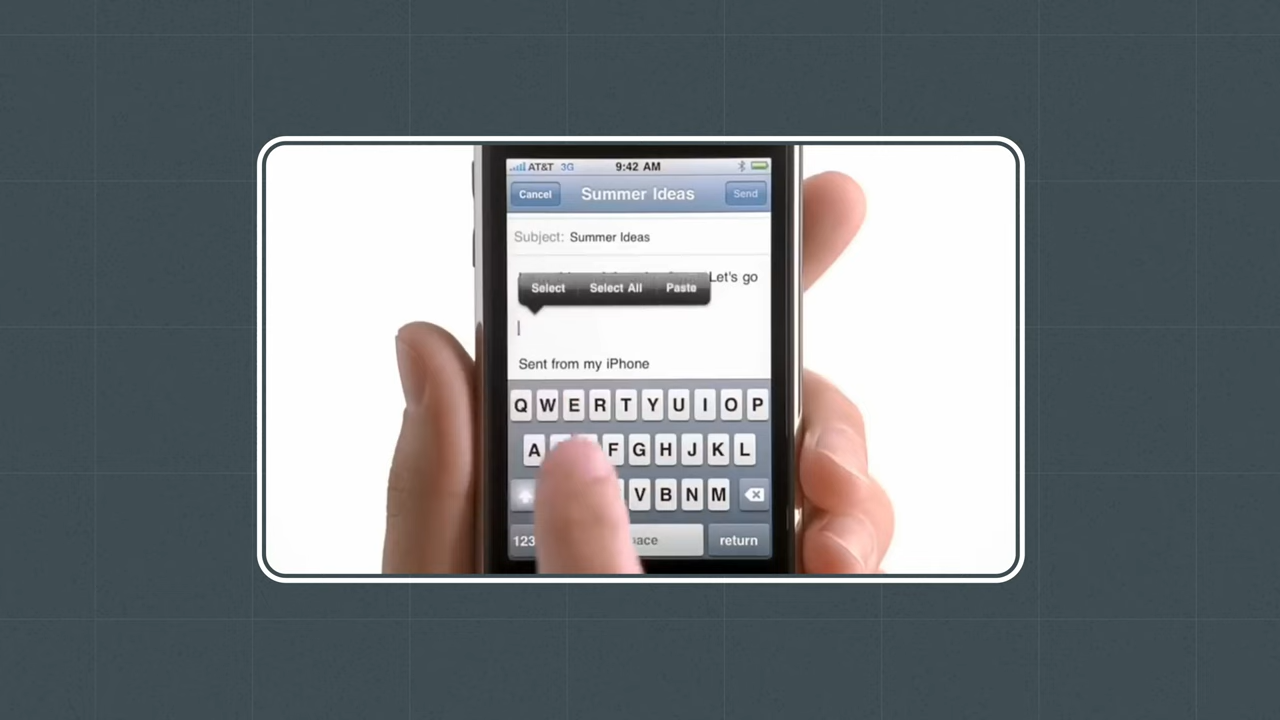 AT&T 3G 9:42 AM
Cancel Summer Ideas Send
Subject: Summer Ideas
Let's go
Select Select All Paste
Sent from my iPhone
Q W E R T Y U I O P
A F G H J K L
V B N M
123 return